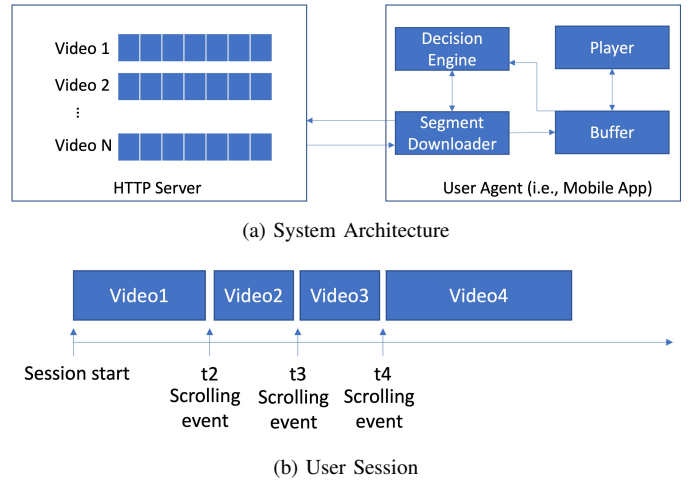 Video 1
Video 2
⋮
Video N
HTTP Server
Decision
Engine
Player
Segment
Downloader
Buffer
User Agent (i.e., Mobile App)
(a) System Architecture
Video1
Video2
Video3
Video4
Session start
t2
Scrolling
event
t3
Scrolling
event
t4
Scrolling
event
(b) User Session